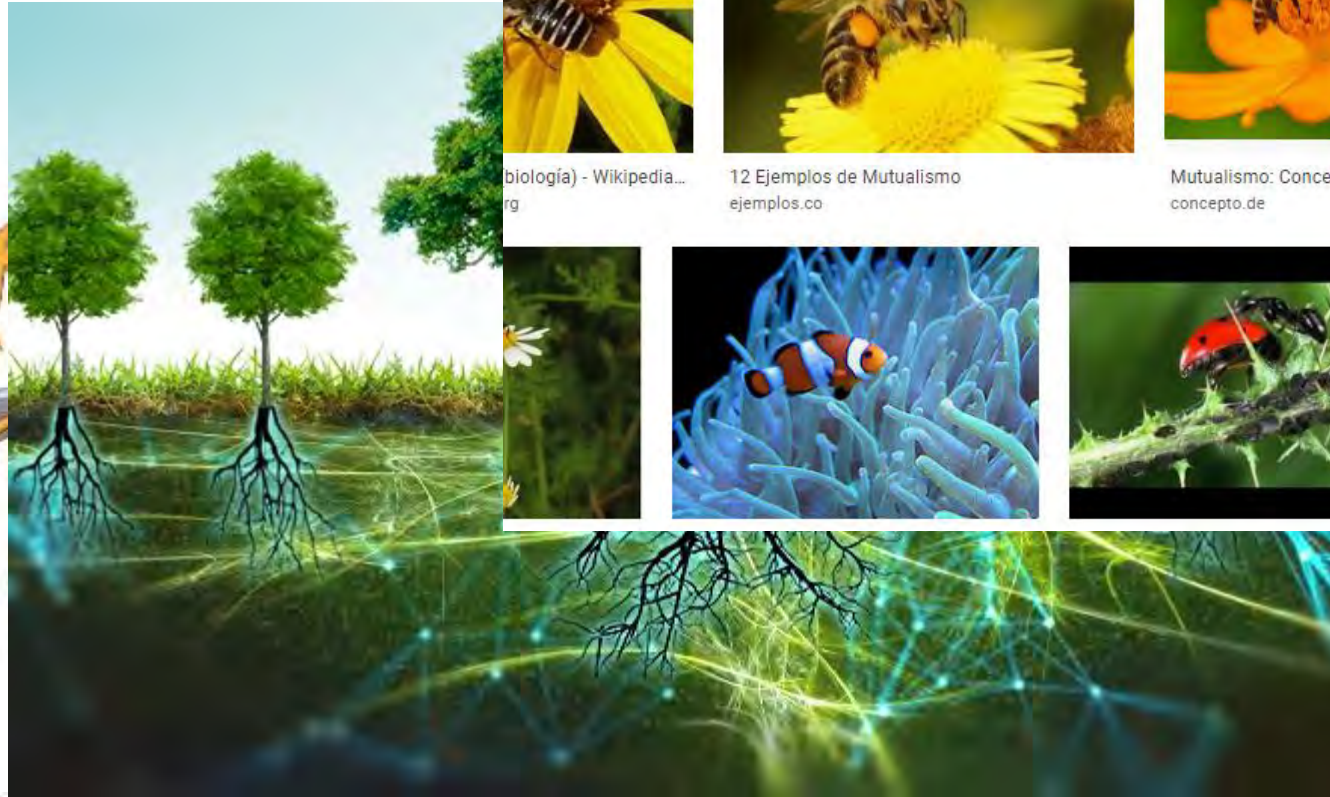 biología) - Wikipedia...
rg
12 Ejemplos de Mutualismo
ejemplos.co
Mutualismo: Conce
concepto.de